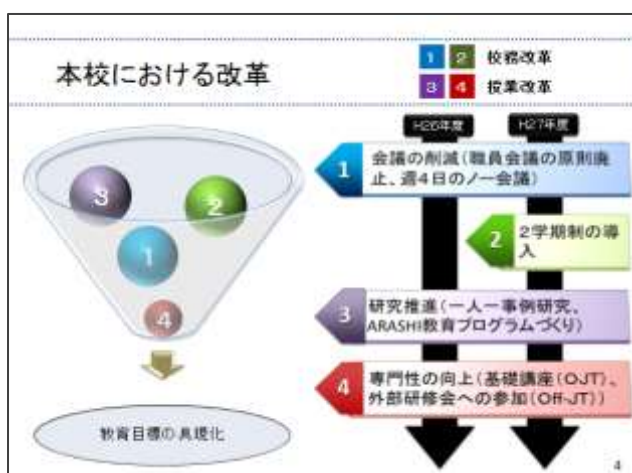 本校における改革
1 2 校務改革
3 4 授業改革
H26年度 H27年度
3
2
1
4
教育目標の具現化
1 会議の削減(職員会議の原則廃
止、週4日のノー会議)
2 2学期制の導
入
3 研究推進(一人一事例研究、
ARASHI教育プログラムづくり)
4 専門性の向上(基礎講座(OJT)、
外部研修会への参加(Off-JT))
4